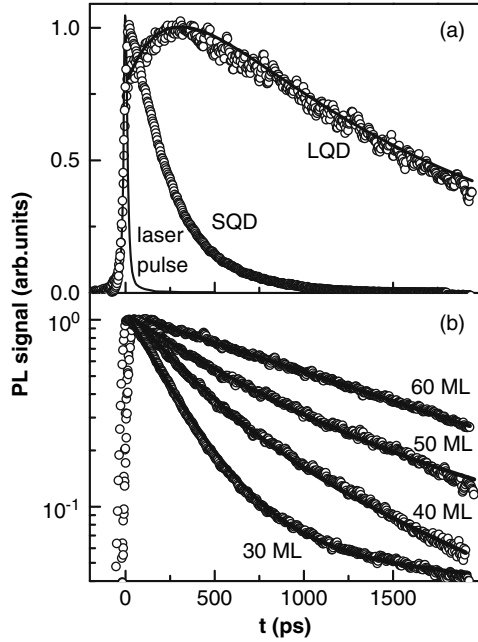 (a)
1.0
LQD
0.5
SQD
laser
pulse
0.0
PL signal (arb.units)
(b)
10⁰
60 ML
50 ML
10⁻¹
40 ML
30 ML
0 500 1000 1500
t (ps)